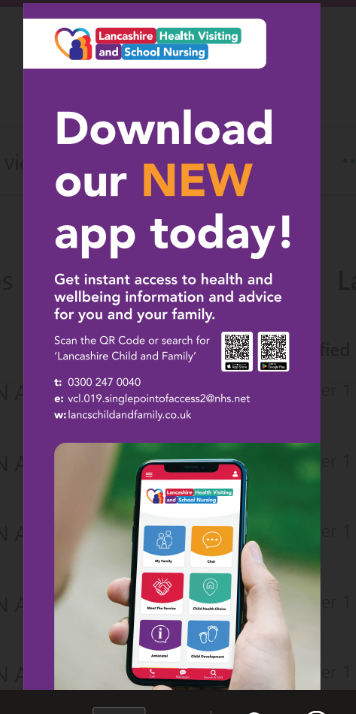 Lancashire Health Visiting
and School Nursing
Download
our NEW
app today!
Get instant access to health and
wellbeing information and advice
for you and your family.
Scan the QR Code or search for
‘Lancashire Child and Family’
t: 0300 247 0040
e: vcl.019.singlepointofaccess2@nhs.net
w: lancschildandfamily.co.uk
Lancashire Health Visiting
and School Nursing
My Family
Chat
Meet The Service
Child Health Clinics
Antenatal
Child Development